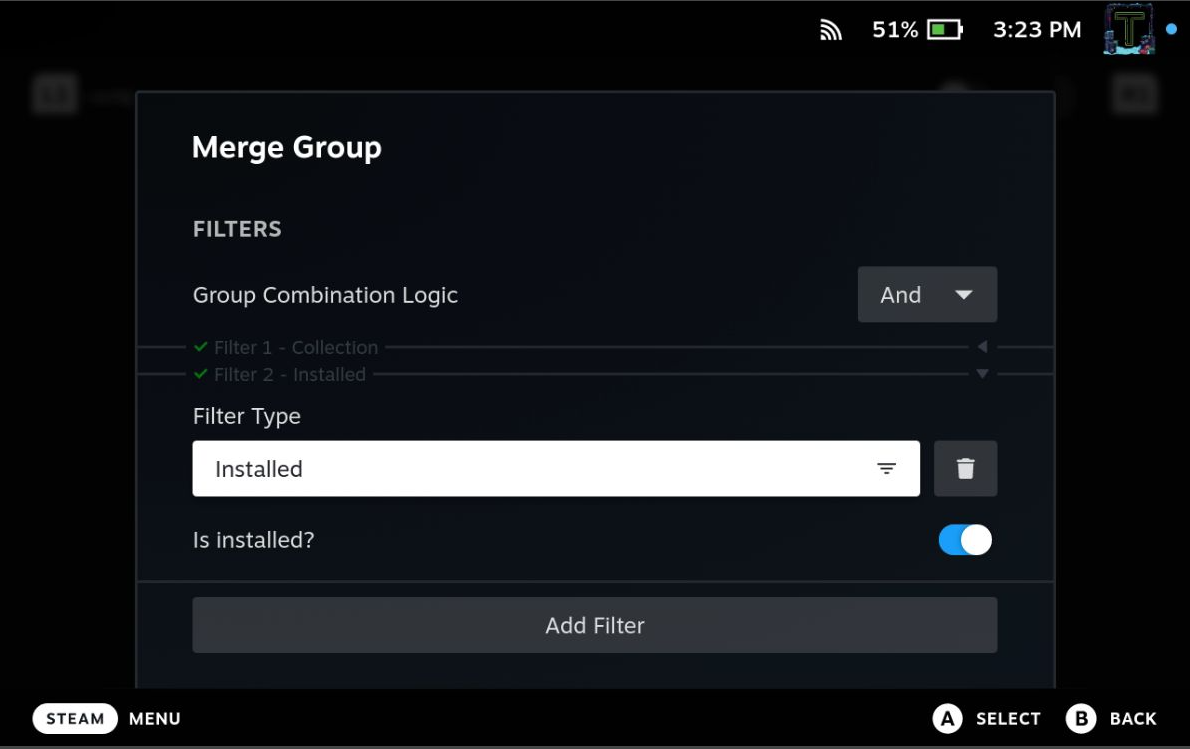 51% 3:23 PM
Merge Group
FILTERS
Group Combination Logic And
Filter 1 - Collection
Filter 2 - Installed
Filter Type
Installed
Is installed?
Add Filter
STEAM MENU A SELECT B BACK